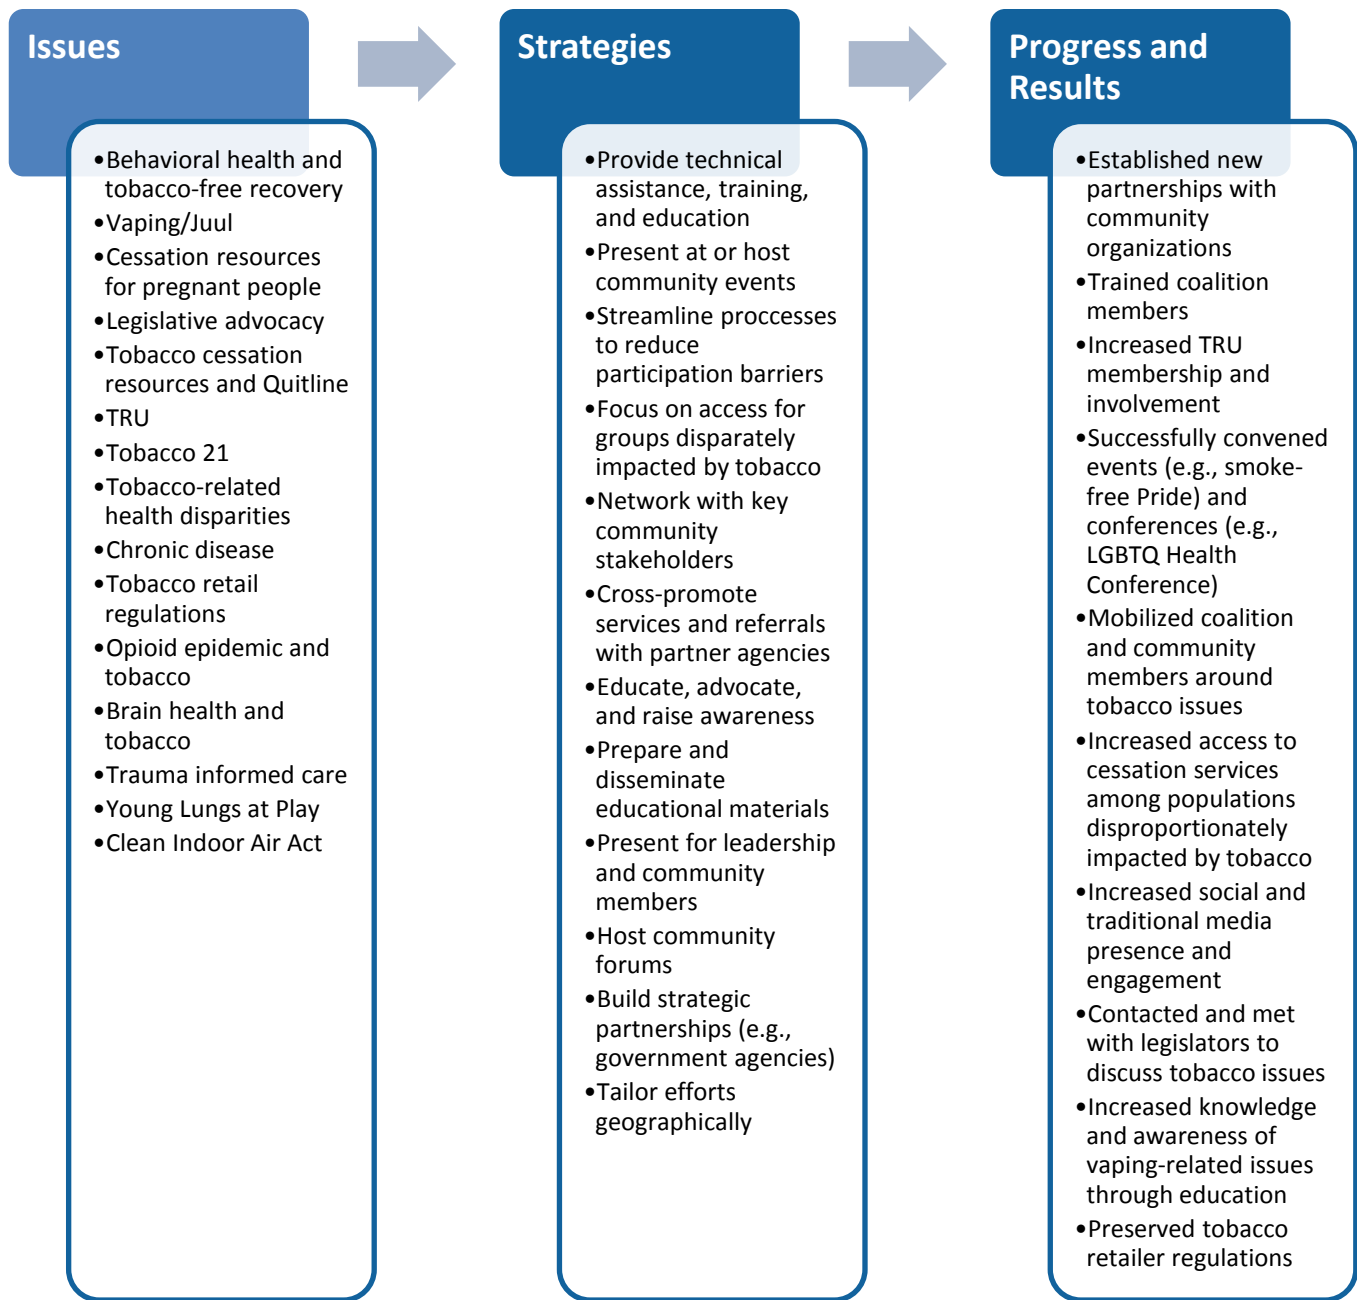 Issues
•Behavioral health and
tobacco-free recovery
•Vaping/Juul
•Cessation resources
for pregnant people
•Legislative advocacy
•Tobacco cessation
resources and Quitline
•TRU
•Tobacco 21
•Tobacco-related
health disparities
•Chronic disease
•Tobacco retail
regulations
•Opioid epidemic and
tobacco
•Brain health and
tobacco
•Trauma informed care
•Young Lungs at Play
•Clean Indoor Air Act
Strategies
•Provide technical
assistance, training,
and education
•Present at or host
community events
•Streamline proccesses
to reduce
participation barriers
•Focus on access for
groups disparately
impacted by tobacco
•Network with key
community
stakeholders
•Cross-promote
services and referrals
with partner agencies
•Educate, advocate,
and raise awareness
•Prepare and
disseminate
educational materials
•Present for leadership
and community
members
•Host community
forums
•Build strategic
partnerships (e.g.,
government agencies)
•Tailor efforts
geographically
Progress and
Results
•Established new
partnerships with
community
organizations
•Trained coalition
members
•Increased TRU
membership and
involvement
•Successfully convened
events (e.g., smoke-
free Pride) and
conferences (e.g.,
LGBTQ Health
Conference)
•Mobilized coalition
and community
members around
tobacco issues
•Increased access to
cessation services
among populations
disproportionately
impacted by tobacco
•Increased social and
traditional media
presence and
engagement
•Contacted and met
with legislators to
discuss tobacco issues
•Increased knowledge
and awareness of
vaping-related issues
through education
•Preserved tobacco
retailer regulations